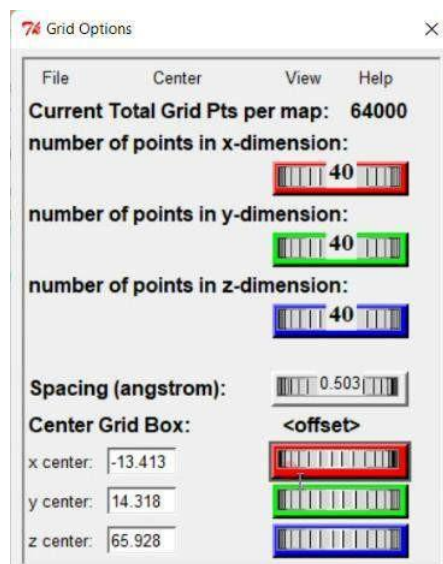 Grid Options
File Center View Help
Current Total Grid Pts per map: 64000
number of points in x-dimension:
40
number of points in y-dimension:
40
number of points in z-dimension:
40
Spacing (angstrom): 0.503
Center Grid Box: <offset>
x center: -13.413
y center: 14.318
z center: 65.928